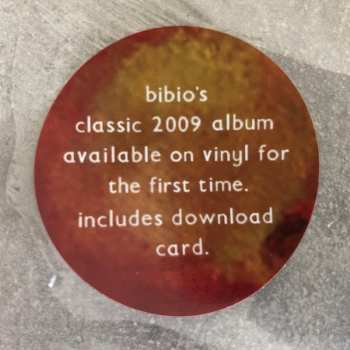 bibio's
classic 2009 album
available on vinyl for
the first time.
includes download
card.